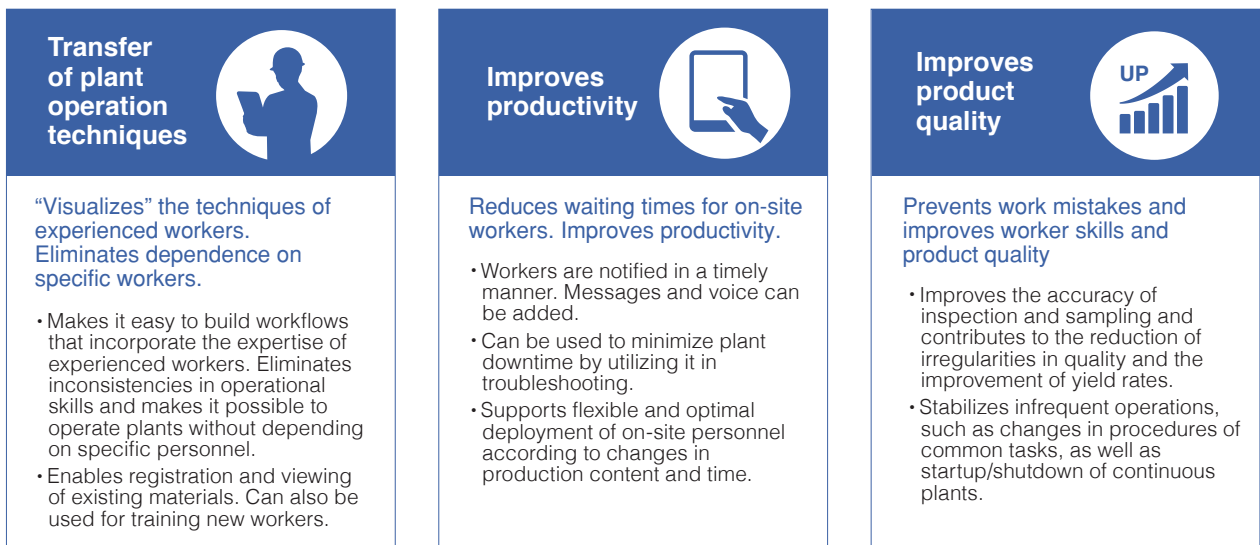 Transfer
of plant
operation
techniques
“Visualizes” the techniques of
experienced workers.
Eliminates dependence on
specific workers.
・Makes it easy to build workflows
that incorporate the expertise of
experienced workers. Eliminates
inconsistencies in operational
skills and makes it possible to
operate plants without depending
on specific personnel.
・Enables registration and viewing
of existing materials. Can also be
used for training new workers.
Improves
productivity
Reduces waiting times for on-site
workers. Improves productivity.
・Workers are notified in a timely
manner. Messages and voice can
be added.
・Can be used to minimize plant
downtime by utilizing it in
troubleshooting.
・Supports flexible and optimal
deployment of on-site personnel
according to changes in
production content and time.
Improves
product
quality
UP
Prevents work mistakes and
improves worker skills and
product quality
・Improves the accuracy of
inspection and sampling and
contributes to the reduction of
irregularities in quality and the
improvement of yield rates.
・Stabilizes infrequent operations,
such as changes in procedures of
common tasks, as well as
startup/shutdown of continuous
plants.